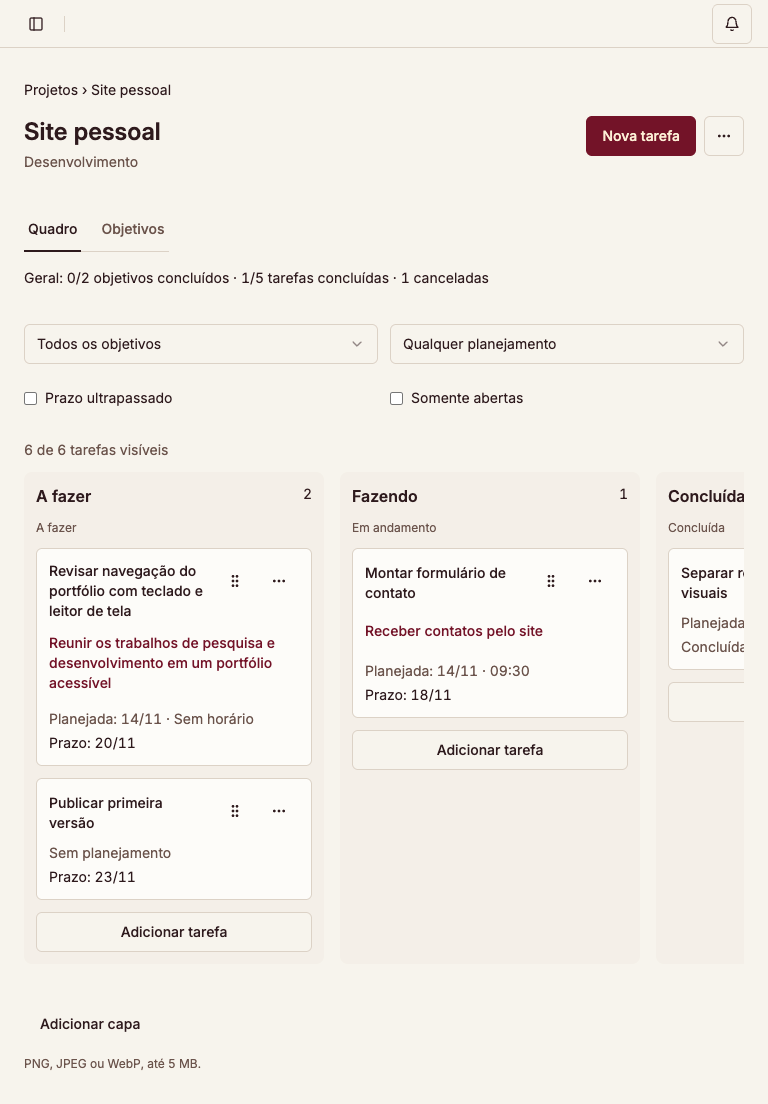 Projetos › Site pessoal
Site pessoal
Desenvolvimento
Nova tarefa
Quadro
Objetivos
Geral: 0/2 objetivos concluídos · 1/5 tarefas concluídas · 1 canceladas
Todos os objetivos
Qualquer planejamento
Prazo ultrapassado
Somente abertas
6 de 6 tarefas visíveis
A fazer
2
A fazer
Revisar navegação do
portfólio com teclado e
leitor de tela
Reunir os trabalhos de pesquisa e
desenvolvimento em um portfólio
acessível
Planejada: 14/11 · Sem horário
Prazo: 20/11
Publicar primeira
versão
Sem planejamento
Prazo: 23/11
Adicionar tarefa
Fazendo
1
Em andamento
Montar formulário de
contato
Receber contatos pelo site
Planejada: 14/11 · 09:30
Prazo: 18/11
Adicionar tarefa
Concluída
Concluída
Separar
visuais
Planejada
Concluída
Adicionar capa
PNG, JPEG ou WebP, até 5 MB.